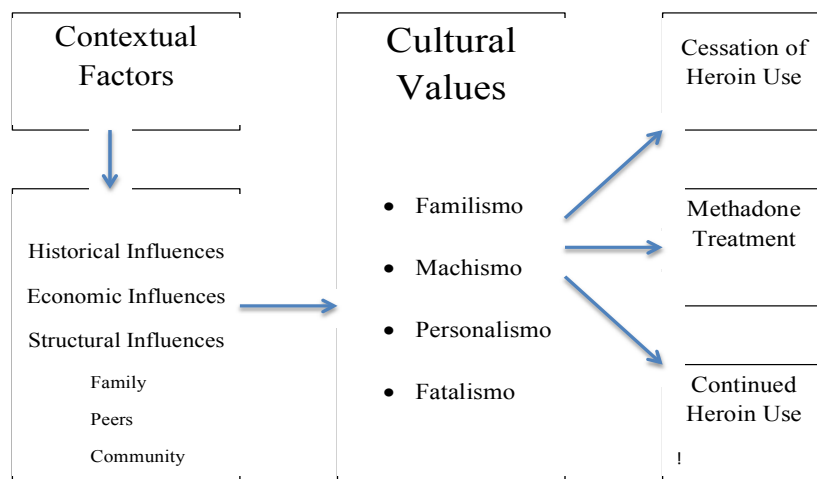 Contextual
Factors
Historical Influences
Economic Influences
Structural Influences
Family
Peers
Community
Cultural
Values
• Familismo
• Machismo
• Personalismo
• Fatalismo
Cessation of
Heroin Use
Methadone
Treatment
Continued
Heroin Use
!